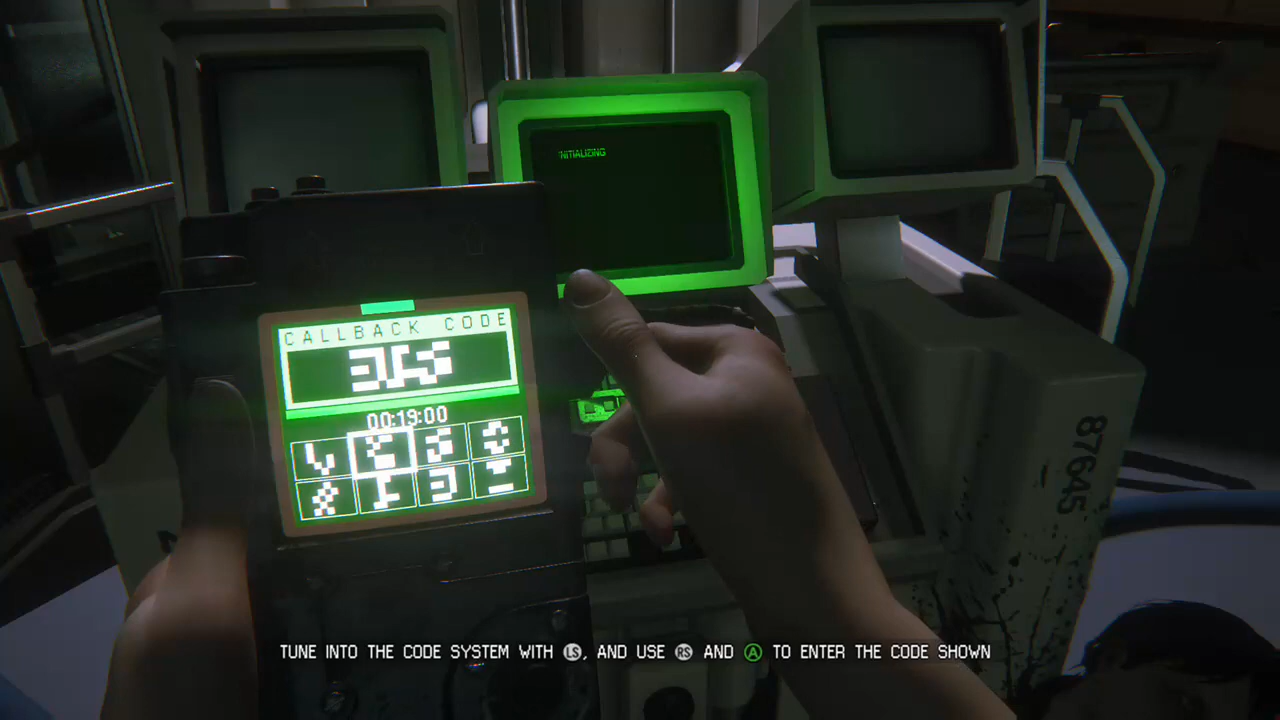 INITIALIZING
CALLBACK CODE
00:19:00
87645
TUNE INTO THE CODE SYSTEM WITH LS, AND USE RS AND A TO ENTER THE CODE SHOWN